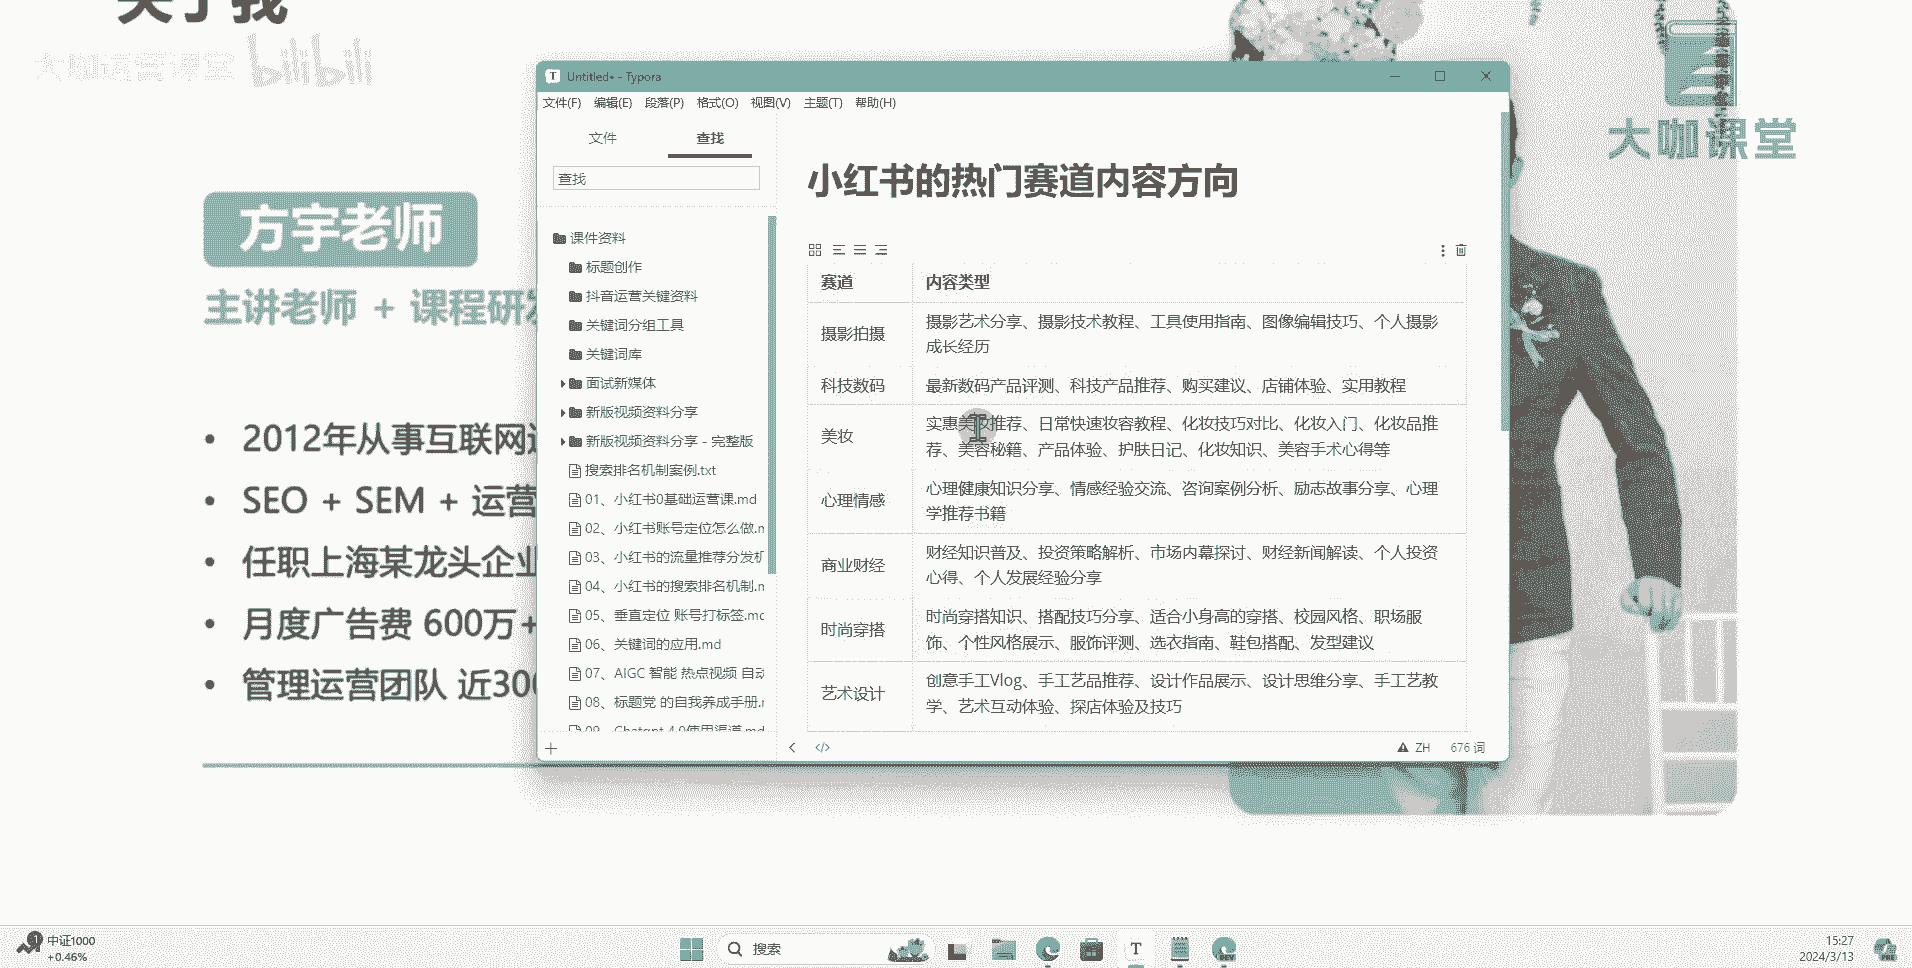 关于我
大咖运营课堂 bilibili
大咖课堂
方宇老师
主讲老师 + 课程研发
2012年从事互联网运
SEO + SEM + 运营
任职上海某龙头企业
月度广告费 600万+
管理运营团队 近300
Untitled• - Typora
文件(F) 编辑(E) 段落(P) 格式(O) 视图(V) 主题(T) 帮助(H)
文件 查找
查找
课件资料
标题创作
抖音运营关键资料
关键词分组工具
关键词库
面试新媒体
新版视频资料分享
新版视频资料分享 - 完整版
搜索排名机制案例.txt
01、小红书0基础运营课.md
02、小红书账号定位怎么做.m
03、小红书的流量推荐分发机
04、小红书的搜索排名机制.m
05、垂直定位 账号打标签.mc
06、关键词的应用.md
07、AIGC 智能 热点视频 自动
08、标题党 的自我养成手册.r
09、Chatgpt 4.0使用渠道.md
小红书的热门赛道内容方向
赛道 内容类型
摄影拍摄 摄影艺术分享、摄影技术教程、工具使用指南、图像编辑技巧、个人摄影
成长经历
科技数码 最新数码产品评测、科技产品推荐、购买建议、店铺体验、实用教程
美妆 实惠美妆推荐、日常快速妆容教程、化妆技巧对比、化妆入门、化妆品推
荐、美容秘籍、产品体验、护肤日记、化妆知识、美容手术心得等
心理情感 心理健康知识分享、情感经验交流、咨询案例分析、励志故事分享、心理
学推荐书籍
商业财经 财经知识普及、投资策略解析、市场内幕探讨、财经新闻解读、个人投资
心得、个人发展经验分享
时尚穿搭 时尚穿搭知识、搭配技巧分享、适合小身高的穿搭、校园风格、职场服
饰、个性风格展示、服饰评测、选衣指南、鞋包搭配、发型建议
艺术设计 创意手工Vlog、手工艺品推荐、设计作品展示、设计思维分享、手工艺教
学、艺术互动体验、探店体验及技巧
ZH 676 词
中证1000
+0.46%
搜索
15:27
2024/3/13